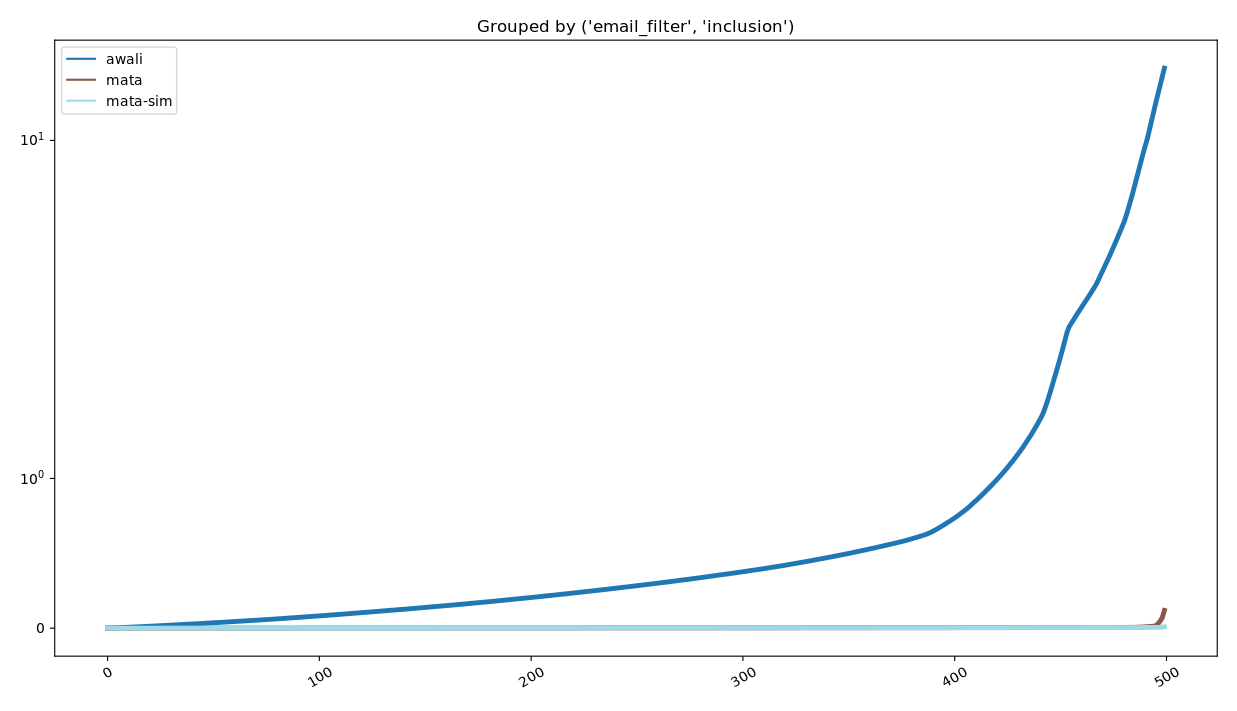 Grouped by ('email_filter', 'inclusion')
awali
mata
mata-sim
10¹
10⁰
0
0
100
200
300
400
500